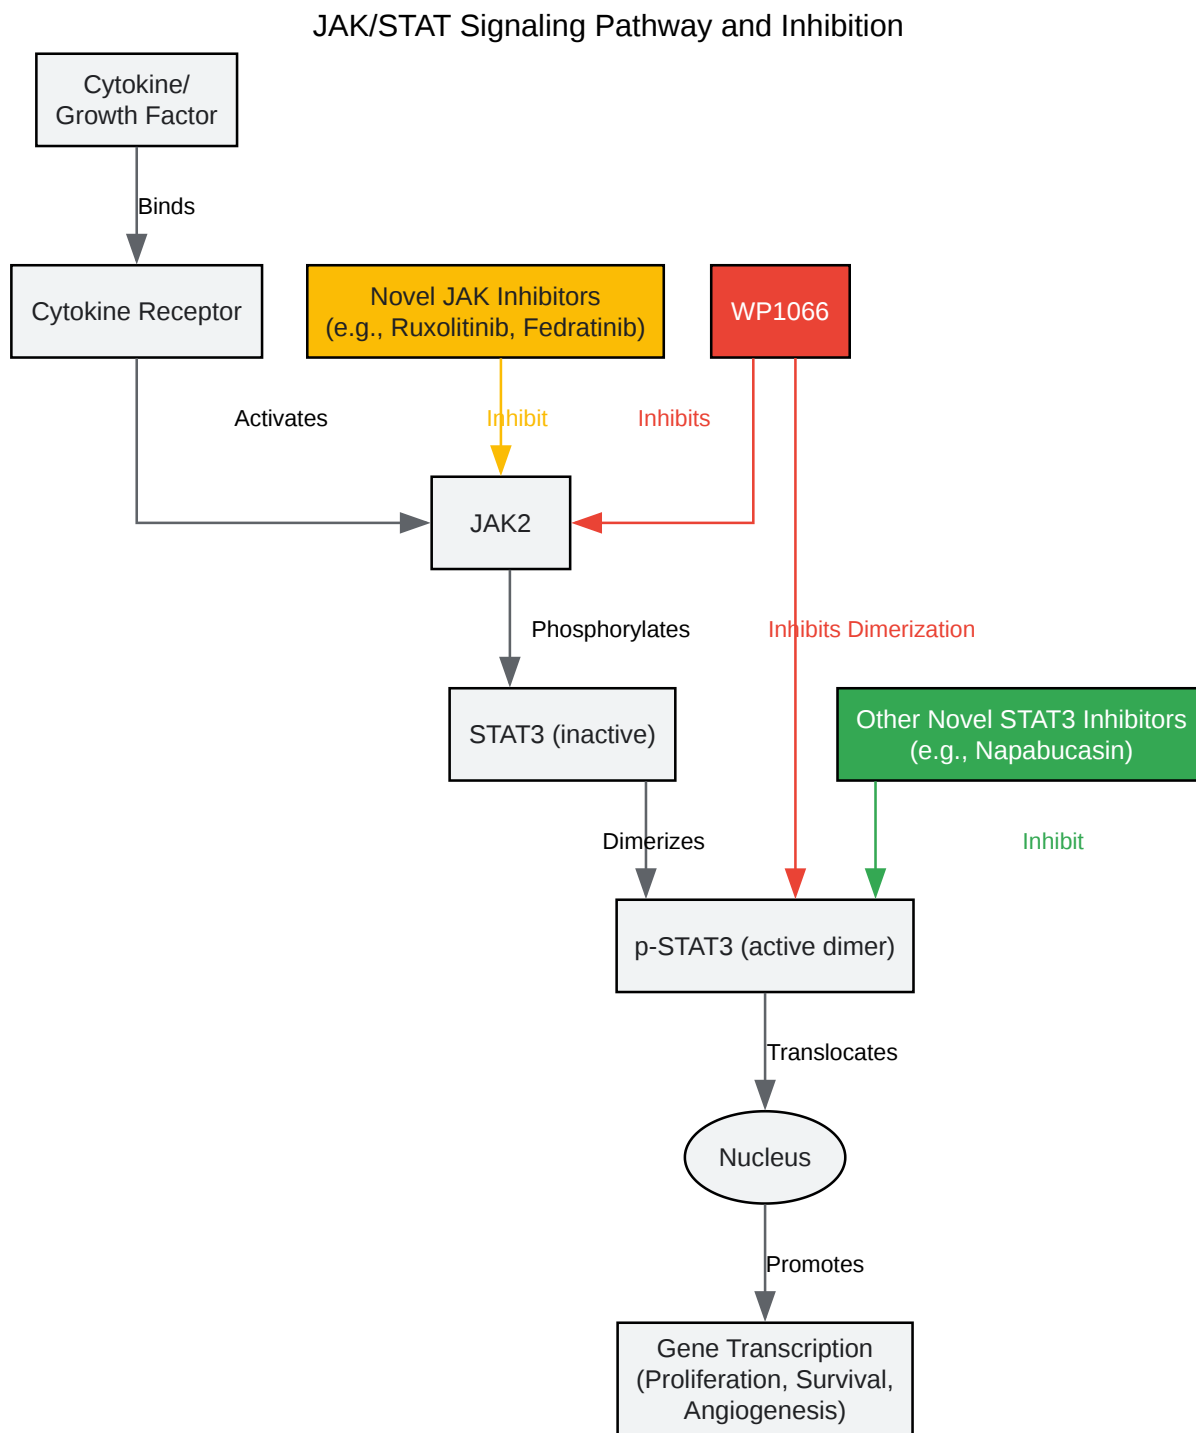 JAK/STAT Signaling Pathway and Inhibition
Cytokine/
Growth Factor
Binds
Cytokine Receptor
Novel JAK Inhibitors
(e.g., Ruxolitinib, Fedratinib)
WP1066
Activates
Inhibit
Inhibits
JAK2
Phosphorylates
Inhibits Dimerization
STAT3 (inactive)
Other Novel STAT3 Inhibitors
(e.g., Napabucasin)
Dimerizes
Inhibit
p-STAT3 (active dimer)
Translocates
Nucleus
Promotes
Gene Transcription
(Proliferation, Survival,
Angiogenesis)